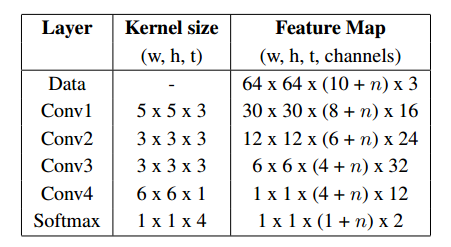 Layer Kernel size Feature Map
(w, h, t) (w, h, t, channels)
Data - 64 x 64 x (10 + n) x 3
Conv1 5 x 5 x 3 30 x 30 x (8 + n) x 16
Conv2 3 x 3 x 3 12 x 12 x (6 + n) x 24
Conv3 3 x 3 x 3 6 x 6 x (4 + n) x 32
Conv4 6 x 6 x 1 1 x 1 x (4 + n) x 12
Softmax 1 x 1 x 4 1 x 1 x (1 + n) x 2